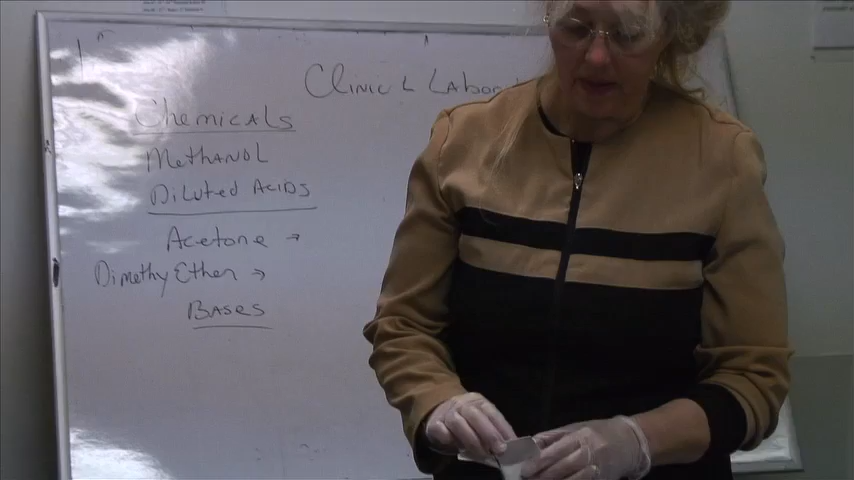 Clinic L Labor
Chemicals
Methanol
Diluted Acids
Acetone →
Dimethy Ether →
Bases